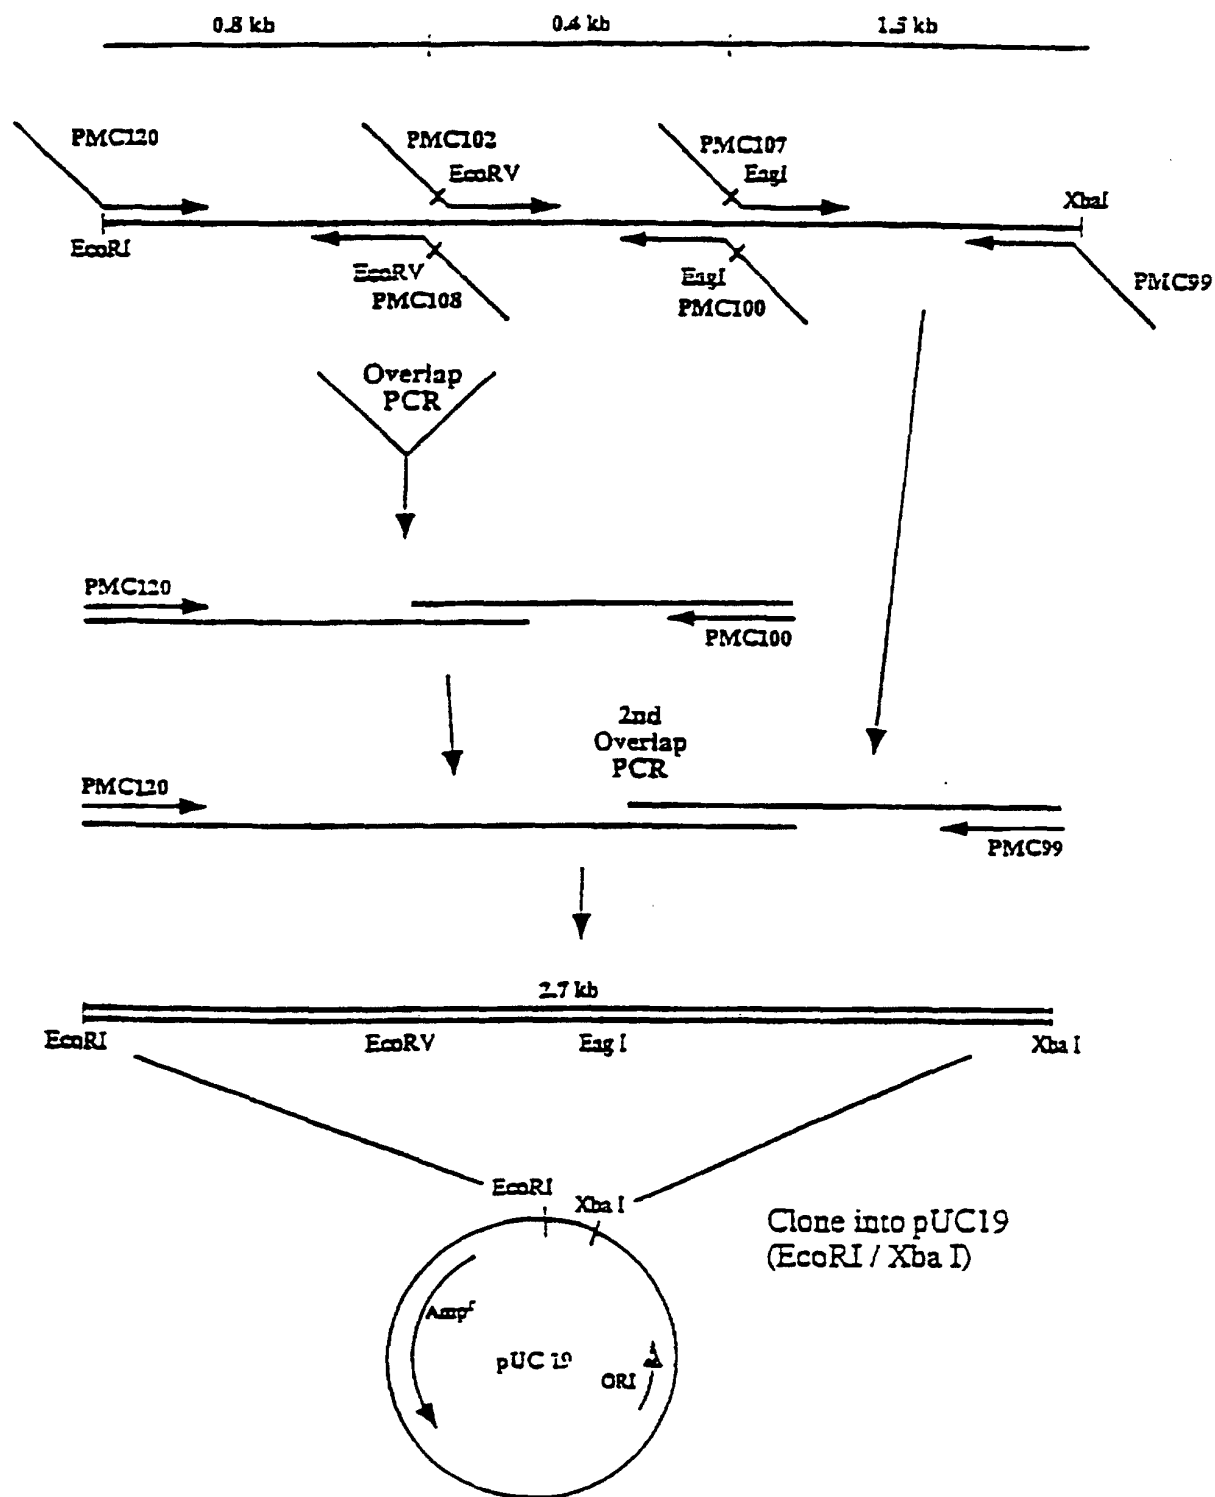 0.8 kb
0.4 kb
1.5 kb
PMC120
PMC102
EcoRV
PMC107
EagI
XbaI
EcoRI
EcoRV
PMC108
EagI
PMC100
PMC99
Overlap
PCR
PMC120
PMC100
2nd
Overlap
PCR
PMC120
PMC99
2.7 kb
EcoRI
EcoRV
Eag I
Xba I
EcoRI
Xba I
Clone into pUC19
(EcoRI / Xba I)
Ampʳ
pUC 19
ORI